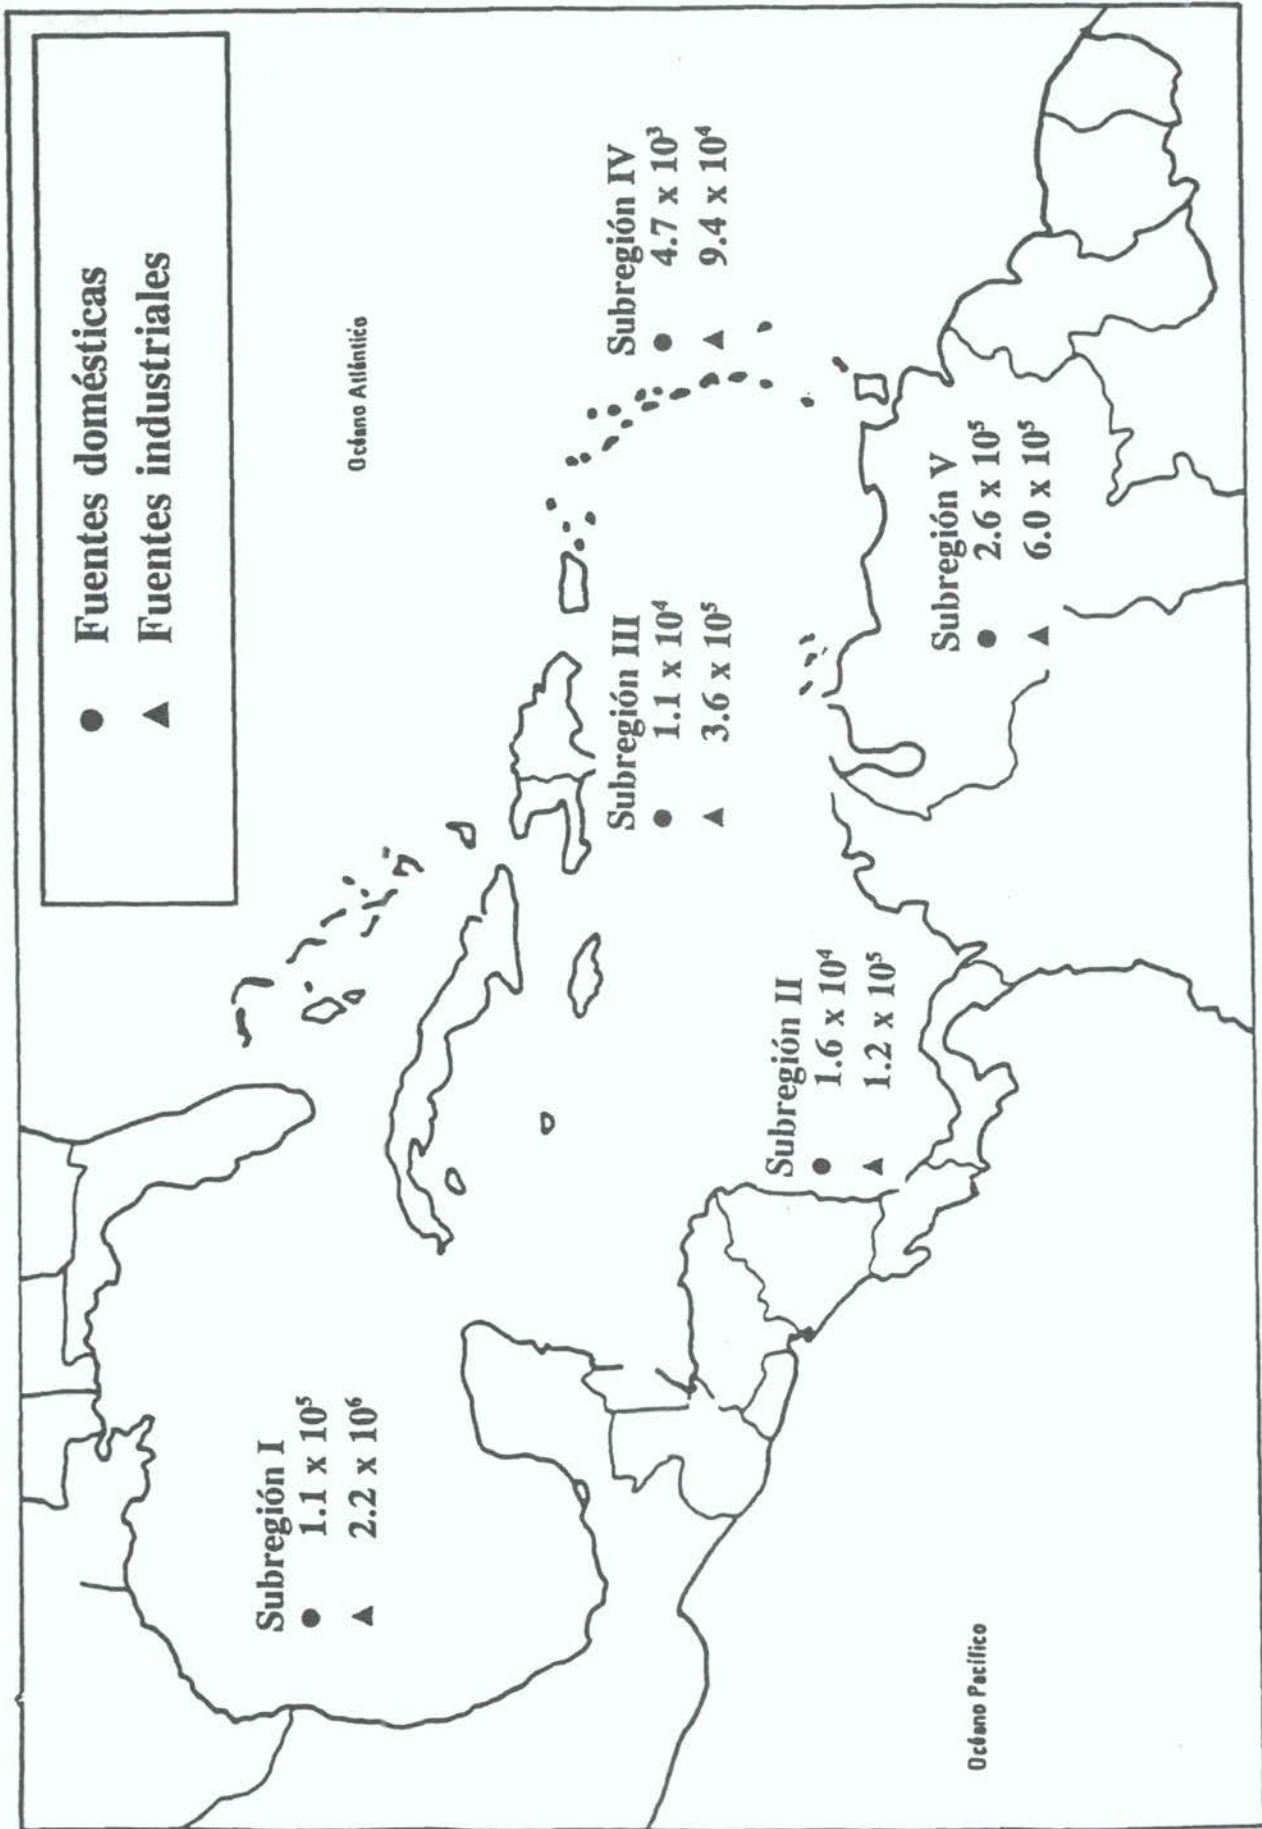 ● Fuentes domésticas
▲ Fuentes industriales
Océano Atlántico
Subregión I
● 1.1 x 10⁵
▲ 2.2 x 10⁶
Subregión III
● 1.1 x 10⁴
▲ 3.6 x 10⁵
Subregión IV
● 4.7 x 10³
▲ 9.4 x 10⁴
Subregión II
● 1.6 x 10⁴
▲ 1.2 x 10⁵
Subregión V
● 2.6 x 10⁵
▲ 6.0 x 10⁵
Océano Pacífico